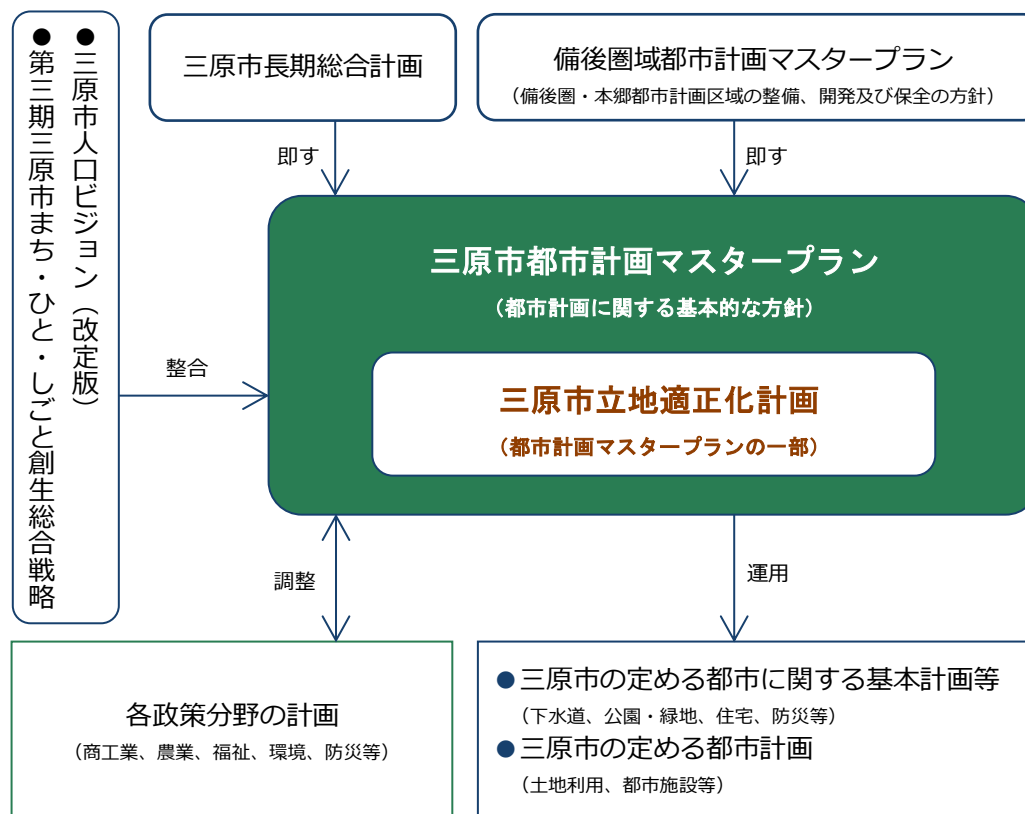 ●三原市人口ビジョン（改定版）
●第三期三原市まち・ひと・しごと創生総合戦略
三原市長期総合計画
備後圏域都市計画マスタープラン
（備後圏・本郷都市計画区域の整備、開発及び保全の方針）
即す
即す
三原市都市計画マスタープラン
（都市計画に関する基本的な方針）
整合
三原市立地適正化計画
（都市計画マスタープランの一部）
調整
運用
各政策分野の計画
（商工業、農業、福祉、環境、防災等）
●三原市の定める都市に関する基本計画等
（下水道、公園・緑地、住宅、防災等）
●三原市の定める都市計画
（土地利用、都市施設等）